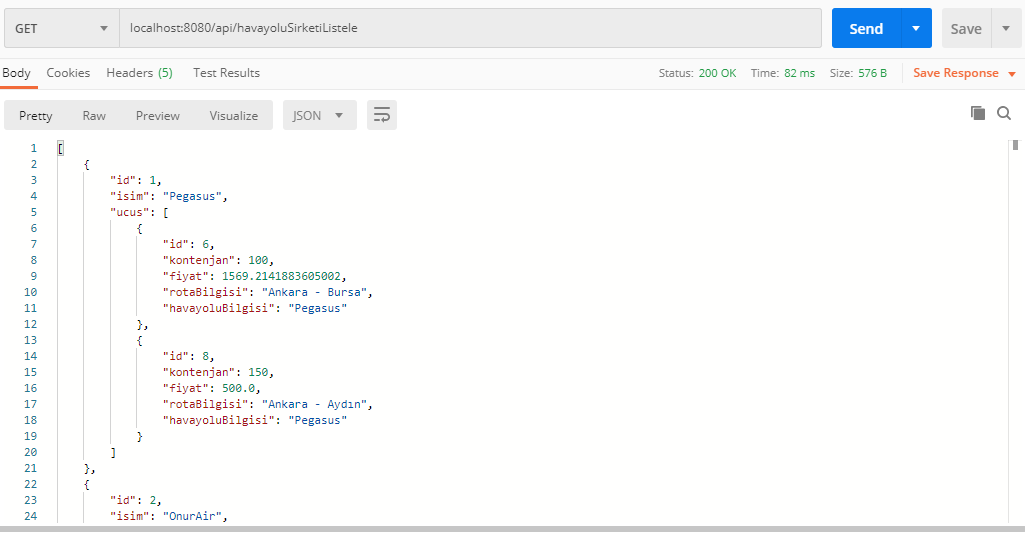 GET localhost:8080/api/havayoluSirketiListele Send Save
Body Cookies Headers (5) Test Results Status: 200 OK Time: 82 ms Size: 576 B Save Response
Pretty Raw Preview Visualize JSON
1 [
2 {
3 "id": 1,
4 "isim": "Pegasus",
5 "ucus": [
6 {
7 "id": 6,
8 "kontenjan": 100,
9 "fiyat": 1569.2141883605002,
10 "rotaBilgisi": "Ankara - Bursa",
11 "havayoluBilgisi": "Pegasus"
12 },
13 {
14 "id": 8,
15 "kontenjan": 150,
16 "fiyat": 500.0,
17 "rotaBilgisi": "Ankara - Aydın",
18 "havayoluBilgisi": "Pegasus"
19 }
20 ]
21 },
22 {
23 "id": 2,
24 "isim": "OnurAir",